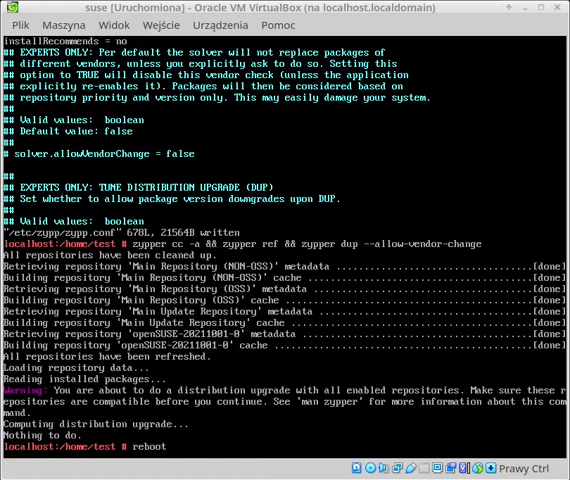 suse [Uruchomiona] - Oracle VM VirtualBox (na localhost.localdomain)
Plik Maszyna Widok Wejście Urządzenia Pomoc
installRecommends = no
## EXPERTS ONLY: Per default the solver will not replace packages of
## different vendors, unless you explicitly ask to do so. Setting this
## option to TRUE will disable this vendor check (unless the application
## explicitly re-enables it). Packages will then be considered based on
## repository priority and version only. This may easily damage your system.
##
## Valid values:  boolean
## Default value: false
##
# solver.allowVendorChange = false
##
## EXPERTS ONLY: TUNE DISTRIBUTION UPGRADE (DUP)
## Set whether to allow package version downgrades upon DUP.
##
## Valid values:  boolean
"/etc/zypp/zypp.conf" 678L, 21564B written
localhost:/home/test # zypper cc -a && zypper ref && zypper dup --allow-vendor-change
All repositories have been cleaned up.
Retrieving repository 'Main Repository (NON-OSS)' metadata ...................................[done]
Building repository 'Main Repository (NON-OSS)' cache ........................................[done]
Retrieving repository 'Main Repository (OSS)' metadata .......................................[done]
Building repository 'Main Repository (OSS)' cache ............................................[done]
Retrieving repository 'Main Update Repository' metadata ......................................[done]
Building repository 'Main Update Repository' cache ...........................................[done]
Retrieving repository 'openSUSE-20211001-0' metadata .........................................[done]
Building repository 'openSUSE-20211001-0' cache ..............................................[done]
All repositories have been refreshed.
Loading repository data...
Reading installed packages...
Warning: You are about to do a distribution upgrade with all enabled repositories. Make sure these r
epositories are compatible before you continue. See 'man zypper' for more information about this com
mand.
Computing distribution upgrade...
Nothing to do.
localhost:/home/test # reboot
Prawy Ctrl